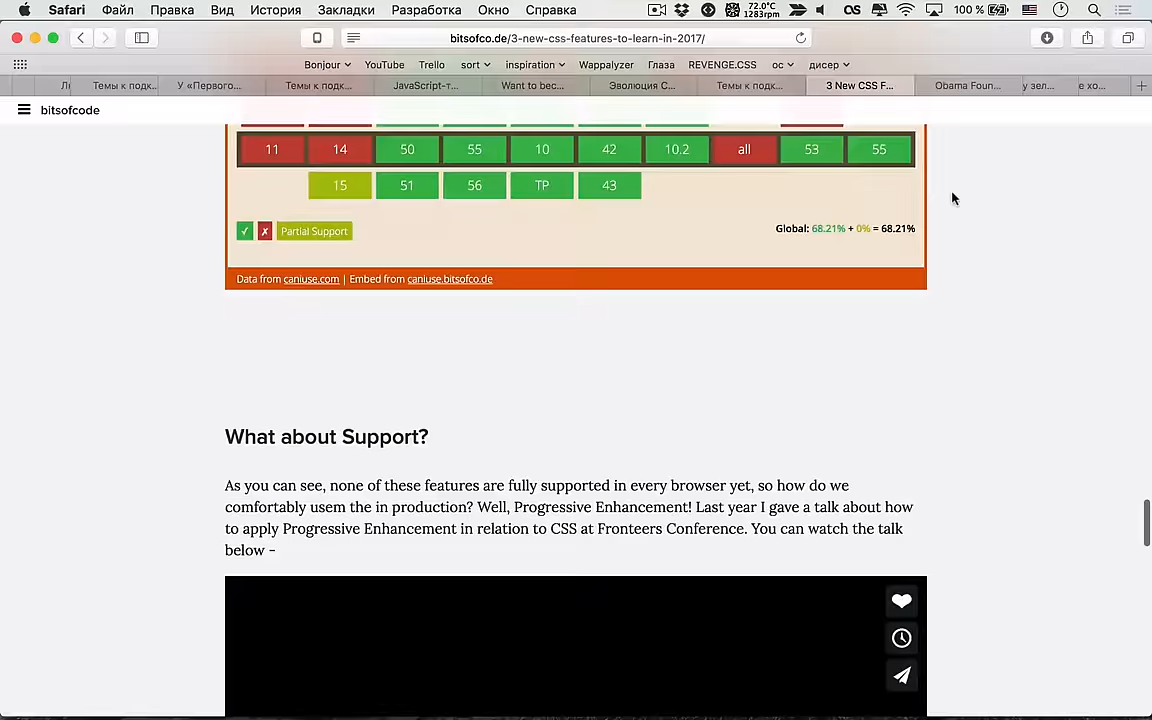 Safari Файл Правка Вид История Закладки Разработка Окно Справка 72.0°C 1283rpm 100 %
bitsofco.de/3-new-css-features-to-learn-in-2017/
Bonjour YouTube Trello sort inspiration Wappalyzer Глаза REVENGE.CSS ос дисер
Темы к подк... У «Первого... Темы к подк... JavaScript-т... Want to bec... Эволюция С... Темы к подк... 3 New CSS F... Obama Foun... у зел... е хо...
bitsofcode
11 14 50 55 10 42 10.2 all 53 55
15 51 56 TP 43
✓ ✗ Partial Support Global: 68.21% + 0% = 68.21%
Data from caniuse.com | Embed from caniuse.bitsofco.de
What about Support?
As you can see, none of these features are fully supported in every browser yet, so how do we
comfortably usem the in production? Well, Progressive Enhancement! Last year I gave a talk about how
to apply Progressive Enhancement in relation to CSS at Fronteers Conference. You can watch the talk
below -